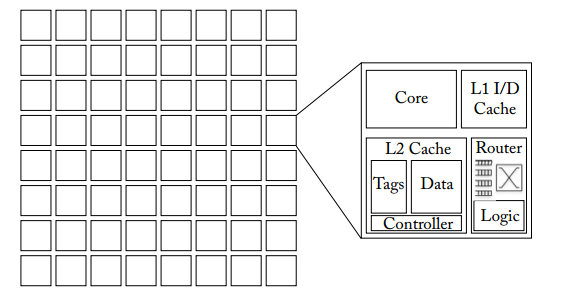 Core
L1 I/D
Cache
L2 Cache
Tags
Data
Controller
Router
Logic